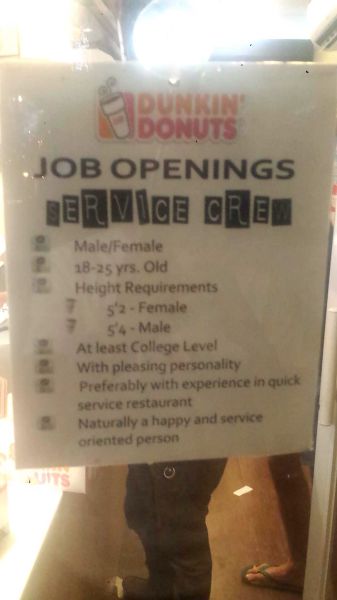 DUNKIN'
DONUTS
JOB OPENINGS
SERVICE CREW
Male/Female
18-25 yrs. Old
Height Requirements
5'2 - Female
5'4 - Male
At least College Level
With pleasing personality
Preferably with experience in quick
service restaurant
Naturally a happy and service
oriented person